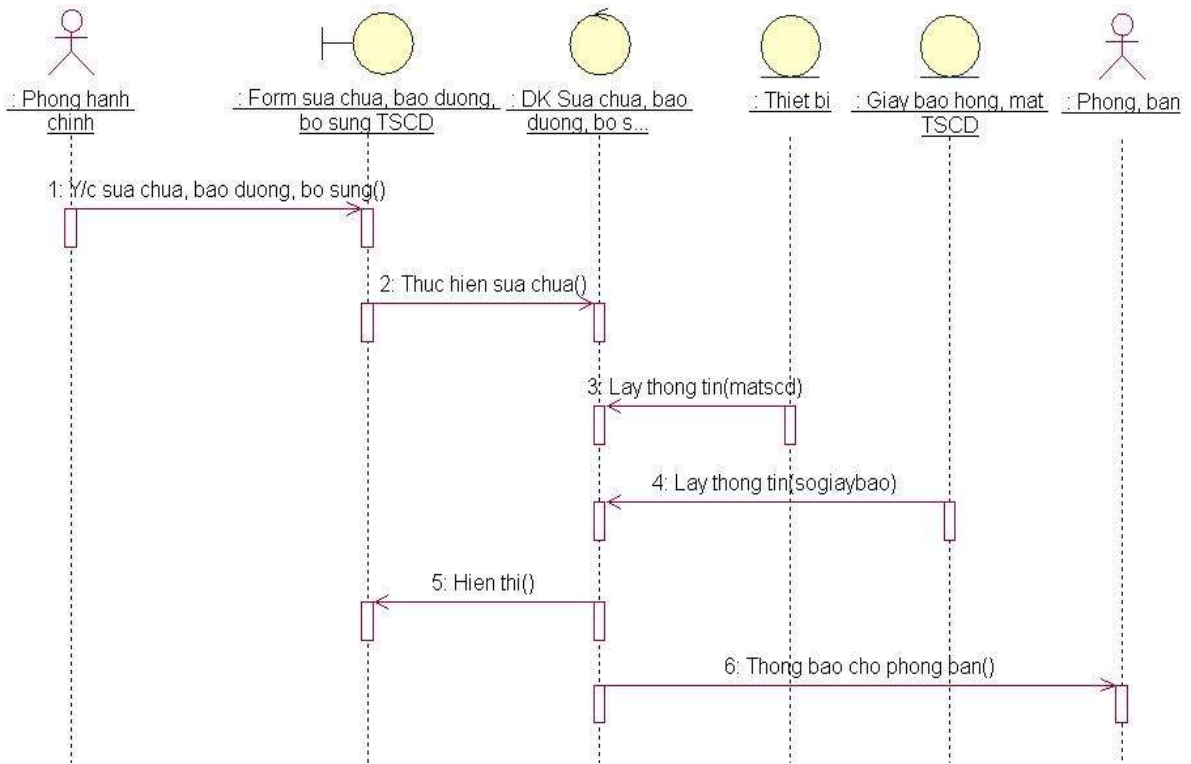 : Phong hanh
chinh
: Form sua chua, bao duong,
bo sung TSCD
: DK Sua chua, bao
duong, bo s...
: Thiet bi
: Giay bao hong, mat
TSCD
: Phong, ban
1: Y/c sua chua, bao duong, bo sung()
2: Thuc hien sua chua()
3: Lay thong tin(matscd)
4: Lay thong tin(sogiaybao)
5: Hien thi()
6: Thong bao cho phong ban()